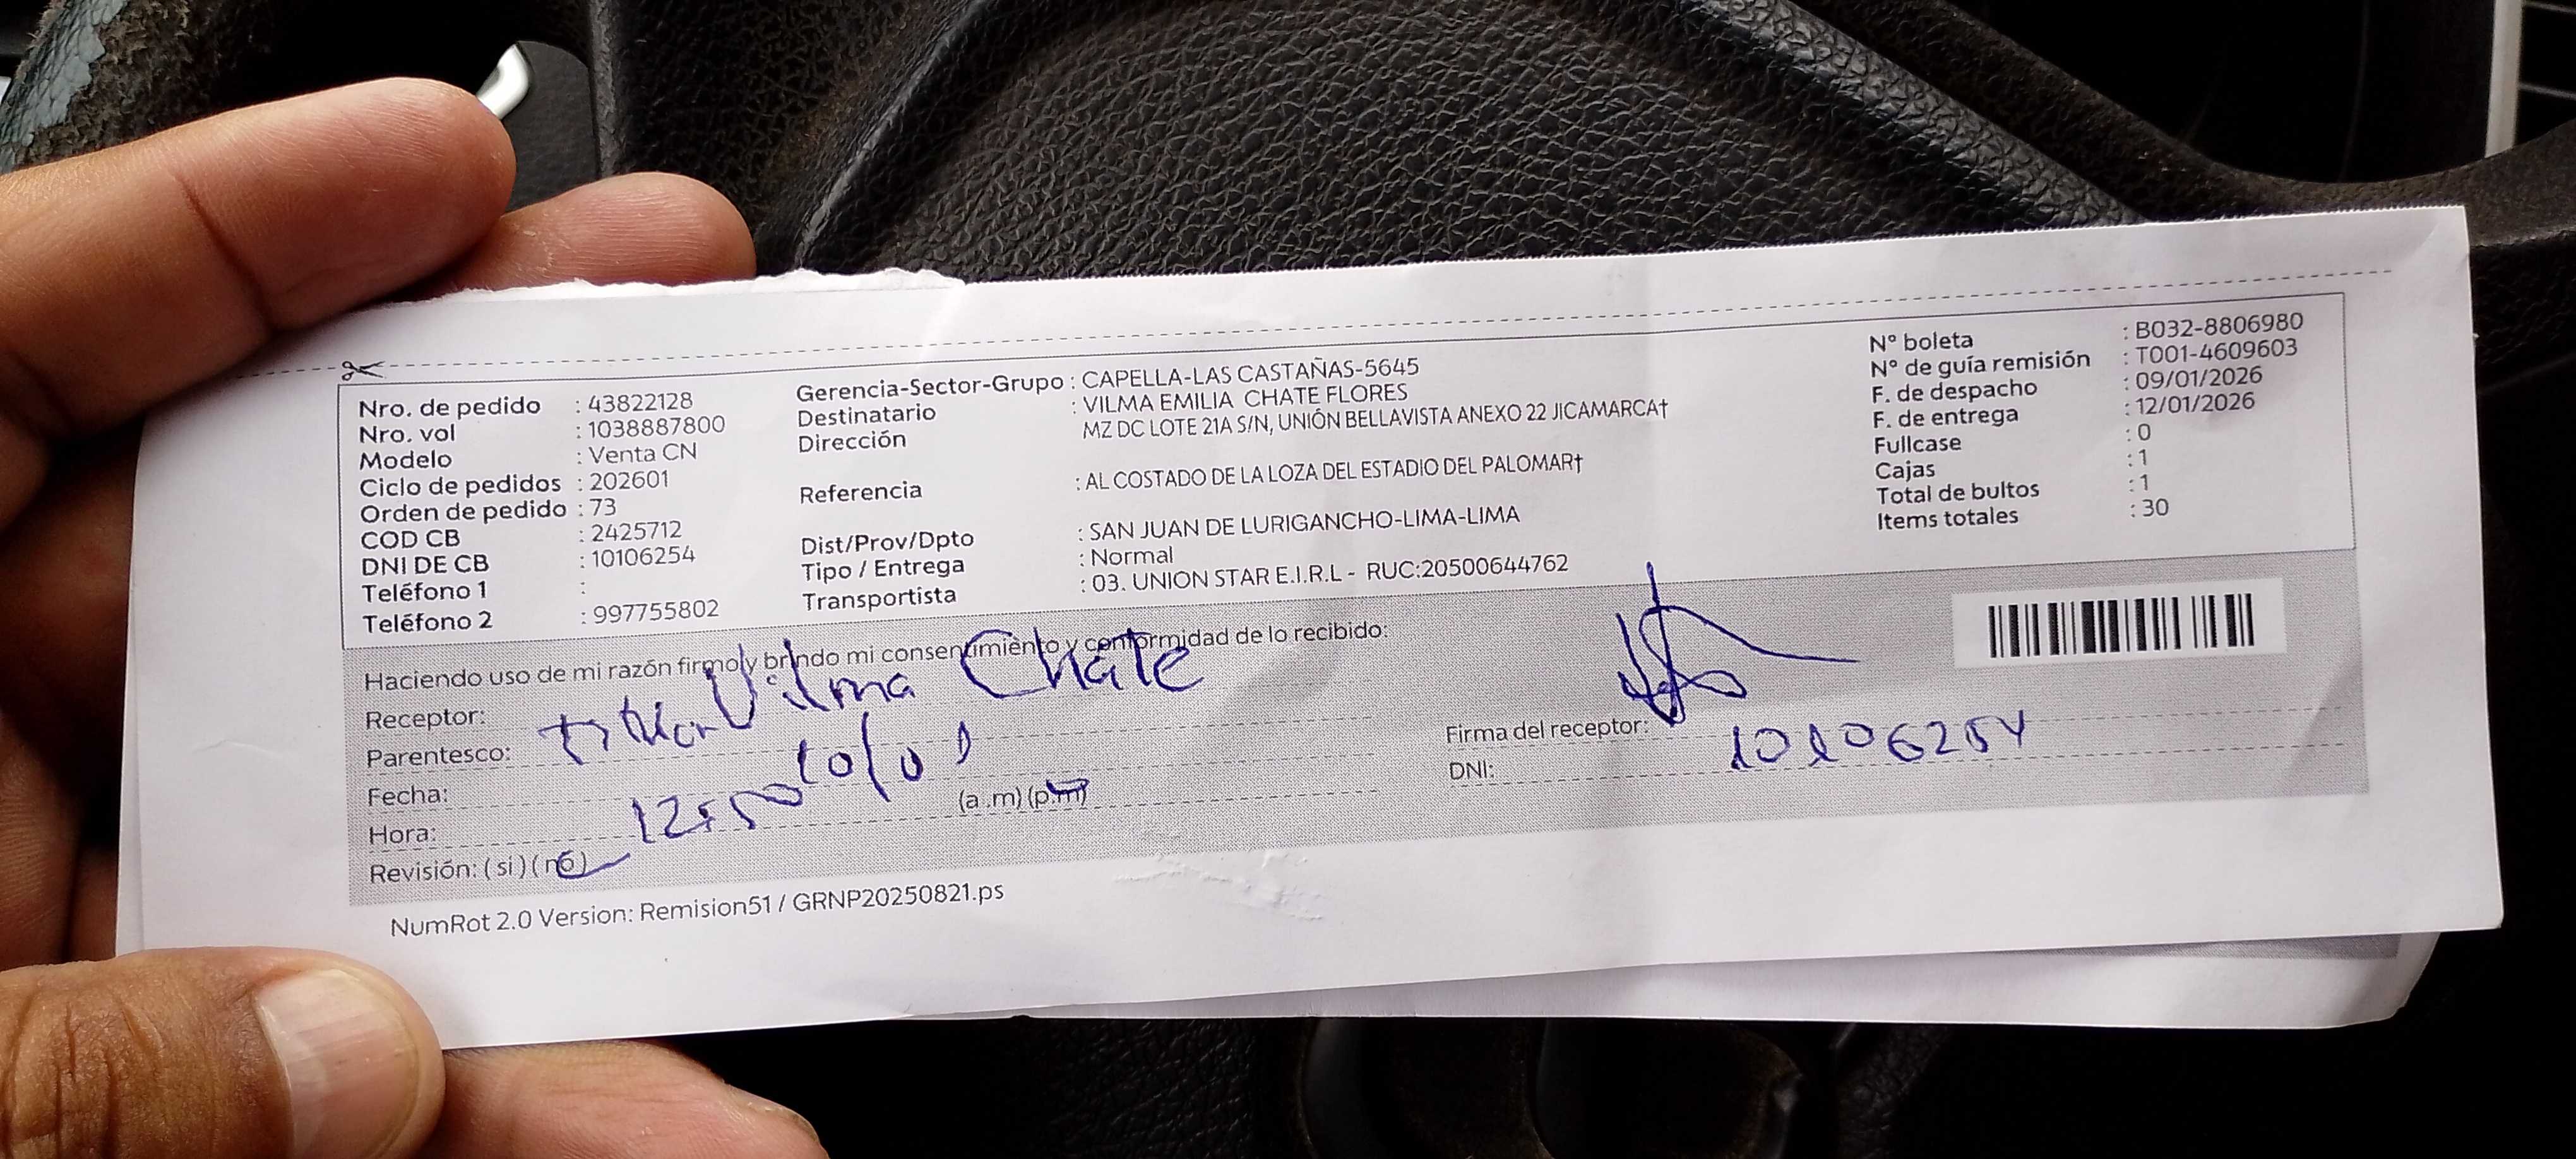 Nro. de pedido : 43822128
Nro. vol : 1038887800
Modelo : Venta CN
Ciclo de pedidos : 202601
Orden de pedido : 73
COD CB : 2425712
DNI DE CB : 10106254
Teléfono 1 :
Teléfono 2 : 997755802
Gerencia-Sector-Grupo : CAPELLA-LAS CASTAÑAS-5645
Destinatario : VILMA EMILIA CHATE FLORES
Dirección MZ DC LOTE 21A S/N, UNIÓN BELLAVISTA ANEXO 22 JICAMARCA†
Referencia : AL COSTADO DE LA LOZA DEL ESTADIO DEL PALOMAR†
Dist/Prov/Dpto : SAN JUAN DE LURIGANCHO-LIMA-LIMA
Tipo / Entrega : Normal
Transportista : 03. UNION STAR E.I.R.L - RUC:20500644762
N° boleta : B032-8806980
N° de guía remisión : T001-4609603
F. de despacho : 09/01/2026
F. de entrega : 12/01/2026
Fullcase : 0
Cajas : 1
Total de bultos : 1
Items totales : 30
Haciendo uso de mi razón firmo y brindo mi consentimiento y conformidad de lo recibido:
Receptor: Vilma Chate
Parentesco:
Fecha:
Hora: (a.m) (p.m)
Revisión: (si) (no)
Firma del receptor:
DNI: 10106254
NumRot 2.0 Version: Remision51 / GRNP20250821.ps